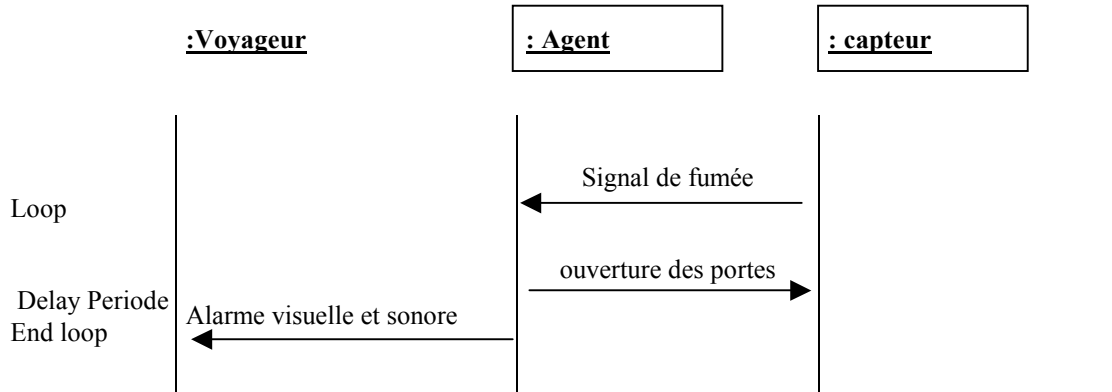 :Voyageur
: Agent
: capteur
Signal de fumée
Loop
ouverture des portes
Delay Periode
Alarme visuelle et sonore
End loop